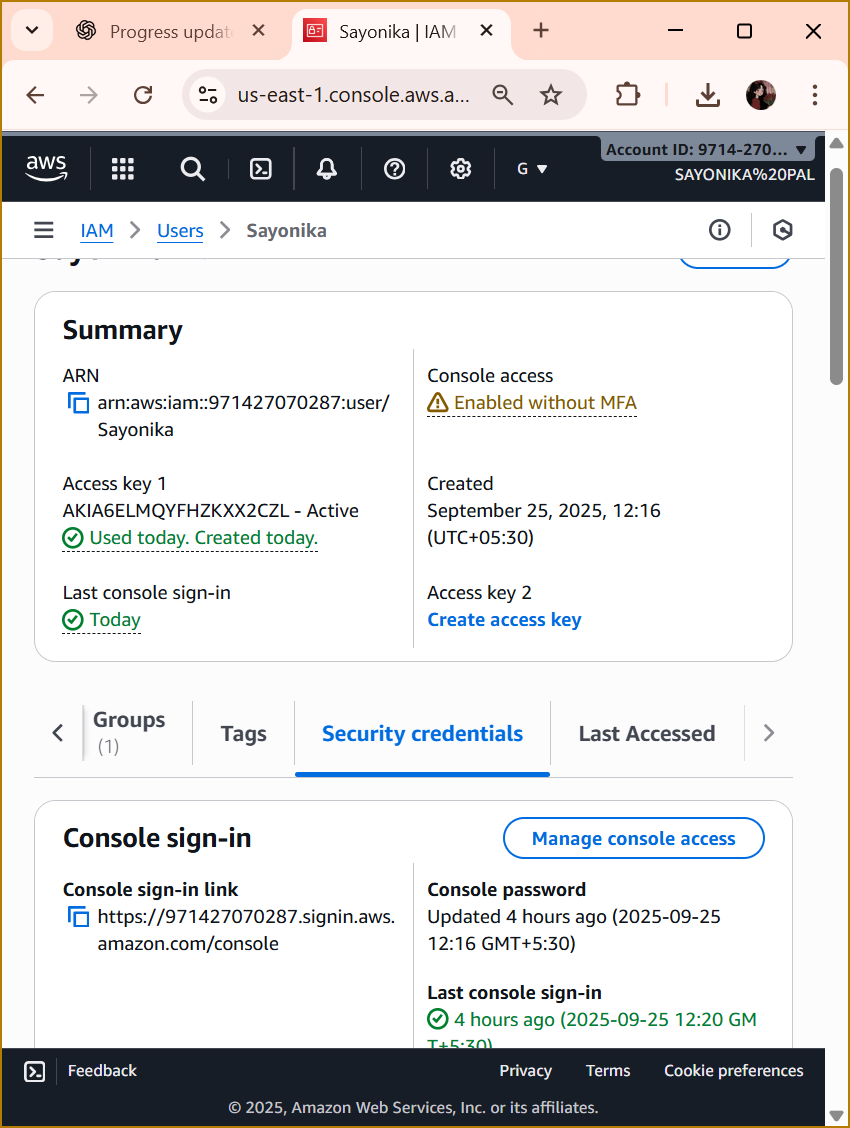 Progress updat
Sayonika | IAM
us-east-1.console.aws.a...
aws
G
Account ID: 9714-270...
SAYONIKA%20PAL
IAM
Users
Sayonika
Summary
ARN
arn:aws:iam::971427070287:user/
Sayonika
Console access
Enabled without MFA
Access key 1
AKIA6ELMQYFHZKXX2CZL - Active
Used today. Created today.
Created
September 25, 2025, 12:16
(UTC+05:30)
Last console sign-in
Today
Access key 2
Create access key
Groups
(1)
Tags
Security credentials
Last Accessed
Console sign-in
Manage console access
Console sign-in link
https://971427070287.signin.aws.
amazon.com/console
Console password
Updated 4 hours ago (2025-09-25
12:16 GMT+5:30)
Last console sign-in
4 hours ago (2025-09-25 12:20 GM
T+5:30)
Feedback
Privacy
Terms
Cookie preferences
© 2025, Amazon Web Services, Inc. or its affiliates.